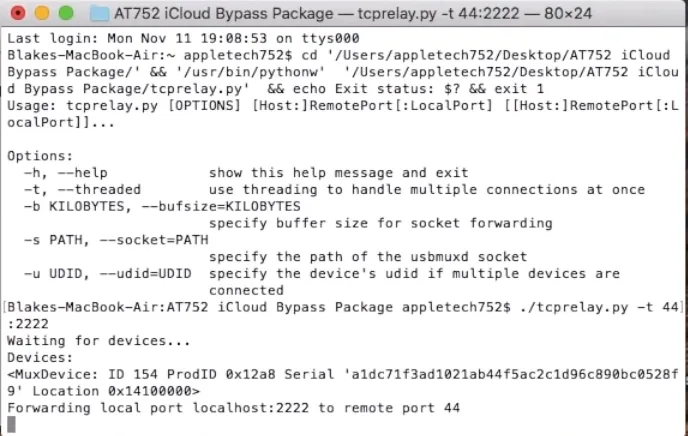 AT752 iCloud Bypass Package — tcprelay.py -t 44:2222 — 80×24
Last login: Mon Nov 11 19:08:53 on ttys000
Blakes-MacBook-Air:~ appletech752$ cd '/Users/appletech752/Desktop/AT752 iCloud
Bypass Package/' && '/usr/bin/pythonw'  '/Users/appletech752/Desktop/AT752 iClou
d Bypass Package/tcprelay.py'  && echo Exit status: $? && exit 1
Usage: tcprelay.py [OPTIONS] [Host:]RemotePort[:LocalPort] [[Host:]RemotePort[:L
ocalPort]]...
Options:
-h, --help            show this help message and exit
-t, --threaded        use threading to handle multiple connections at once
-b KILOBYTES, --bufsize=KILOBYTES
specify buffer size for socket forwarding
-s PATH, --socket=PATH
specify the path of the usbmuxd socket
-u UDID, --udid=UDID  specify the device's udid if multiple devices are
connected
[Blakes-MacBook-Air:AT752 iCloud Bypass Package appletech752$ ./tcprelay.py -t 44]
:2222
Waiting for devices...
Devices:
<MuxDevice: ID 154 ProdID 0x12a8 Serial 'a1dc71f3ad1021ab44f5ac2c1d96c890bc0528f
9' Location 0x14100000>
Forwarding local port localhost:2222 to remote port 44